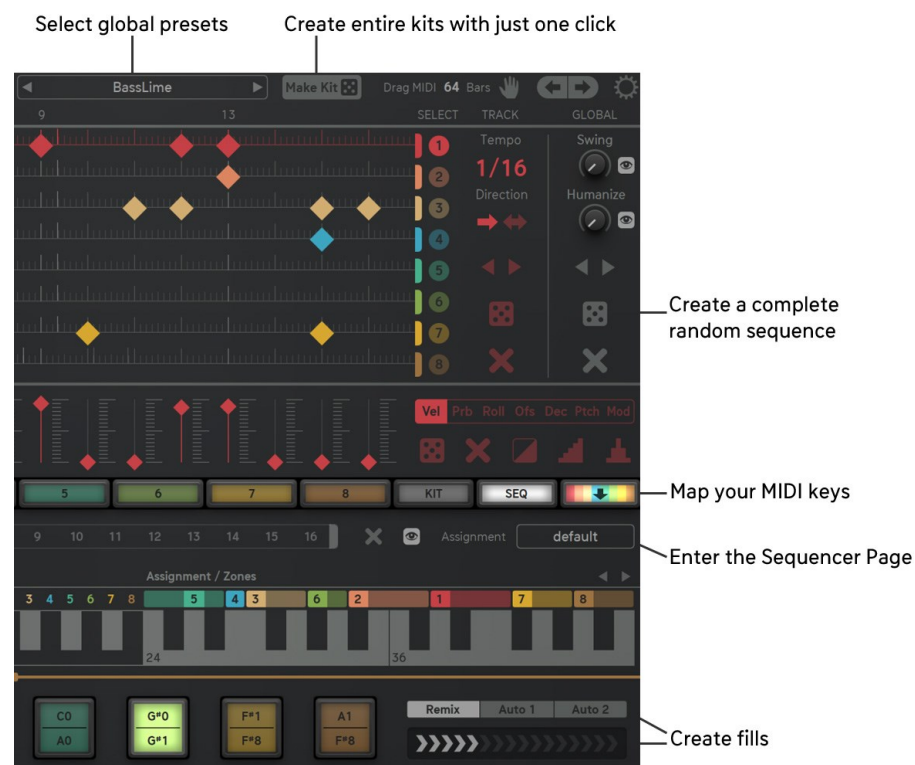 Select global presets
Create entire kits with just one click
BassLime
Make Kit
Drag MIDI 64 Bars
9
13
SELECT
TRACK
GLOBAL
1
Tempo
Swing
2
1/16
Direction
Humanize
3
4
5
6
Create a complete
random sequence
7
8
Vel Prb Roll Ofs Dec Ptch Mod
5
6
7
8
KIT
SEQ
Map your MIDI keys
9 10 11 12 13 14 15 16
Assignment
default
Enter the Sequencer Page
Assignment / Zones
3 4 5 6 7 8 5 4 3 6 2 1 7 8
24
36
C0
G#0
F#1
A1
Remix
Auto 1
Auto 2
A0
G#1
F#8
F#8
Create fills